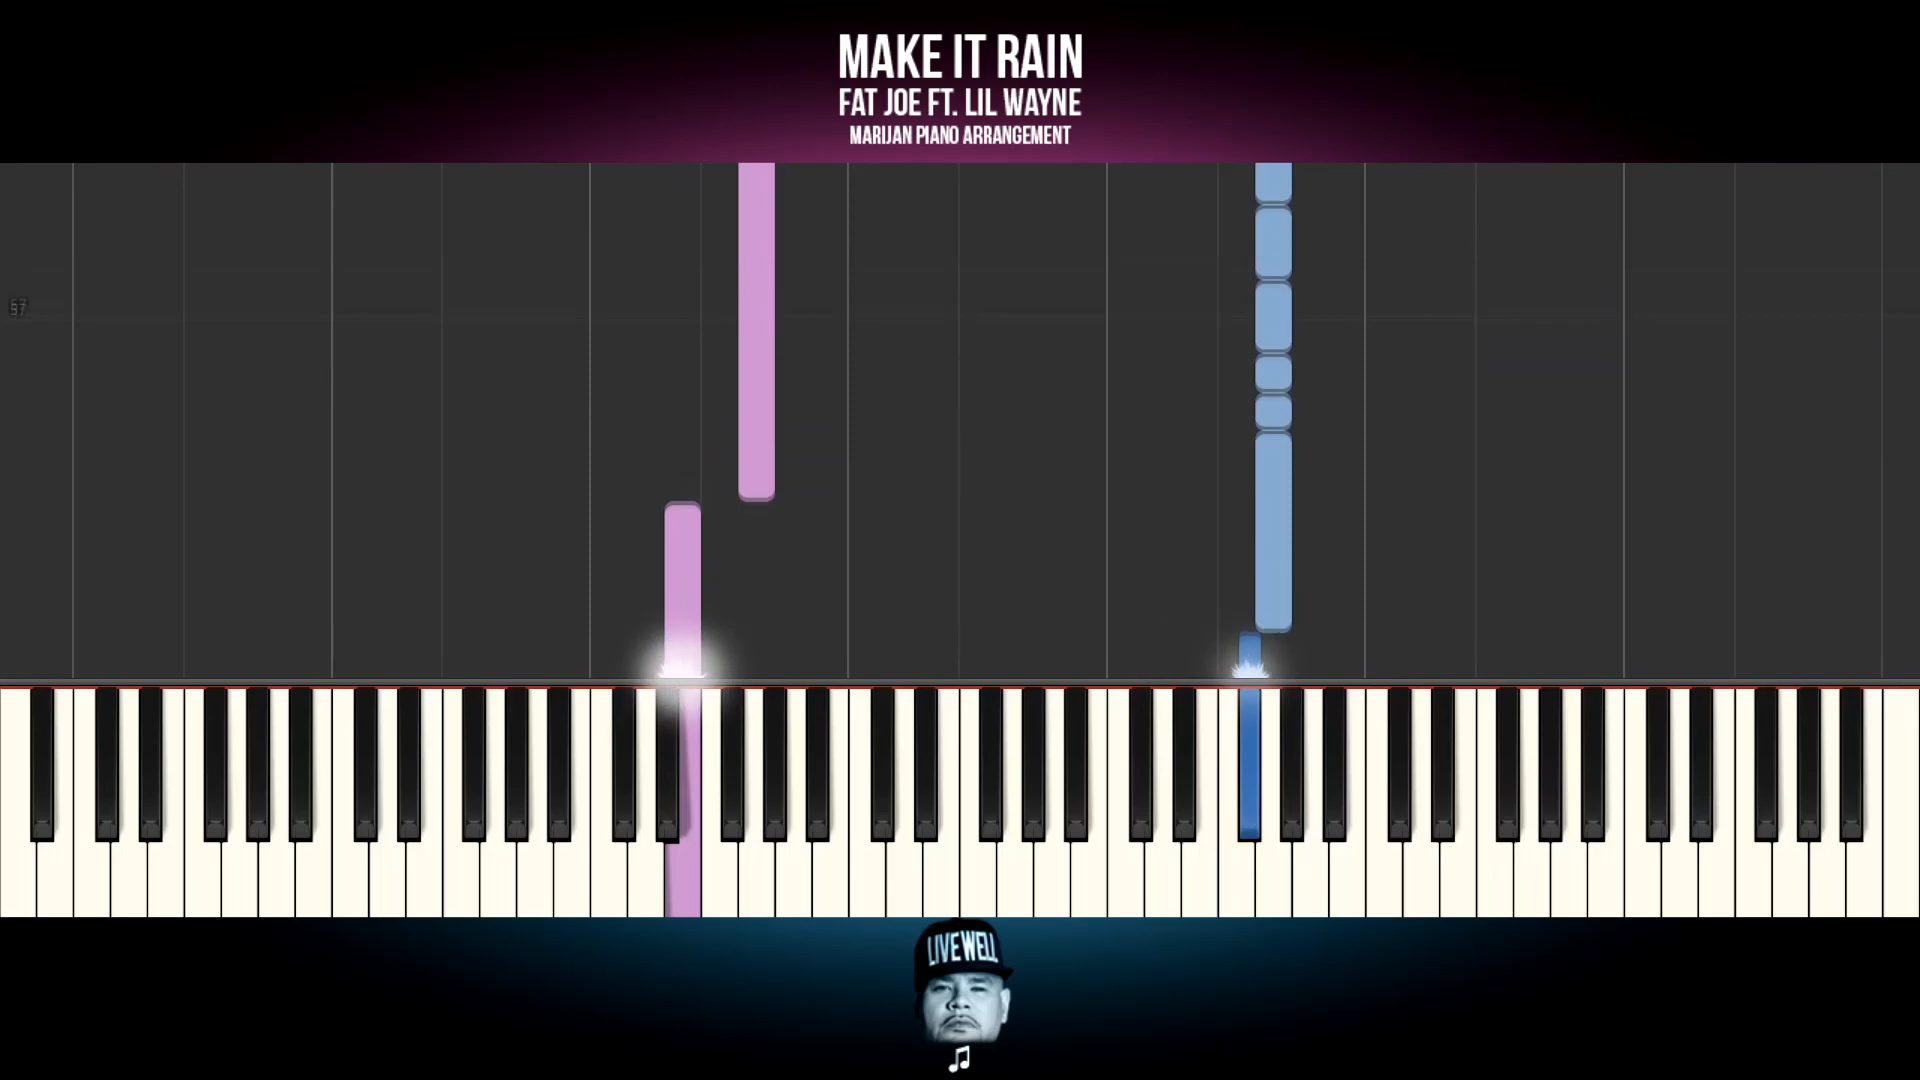 MAKE IT RAIN
FAT JOE FT. LIL WAYNE
MARIJAN PIANO ARRANGEMENT
LIVEWELL